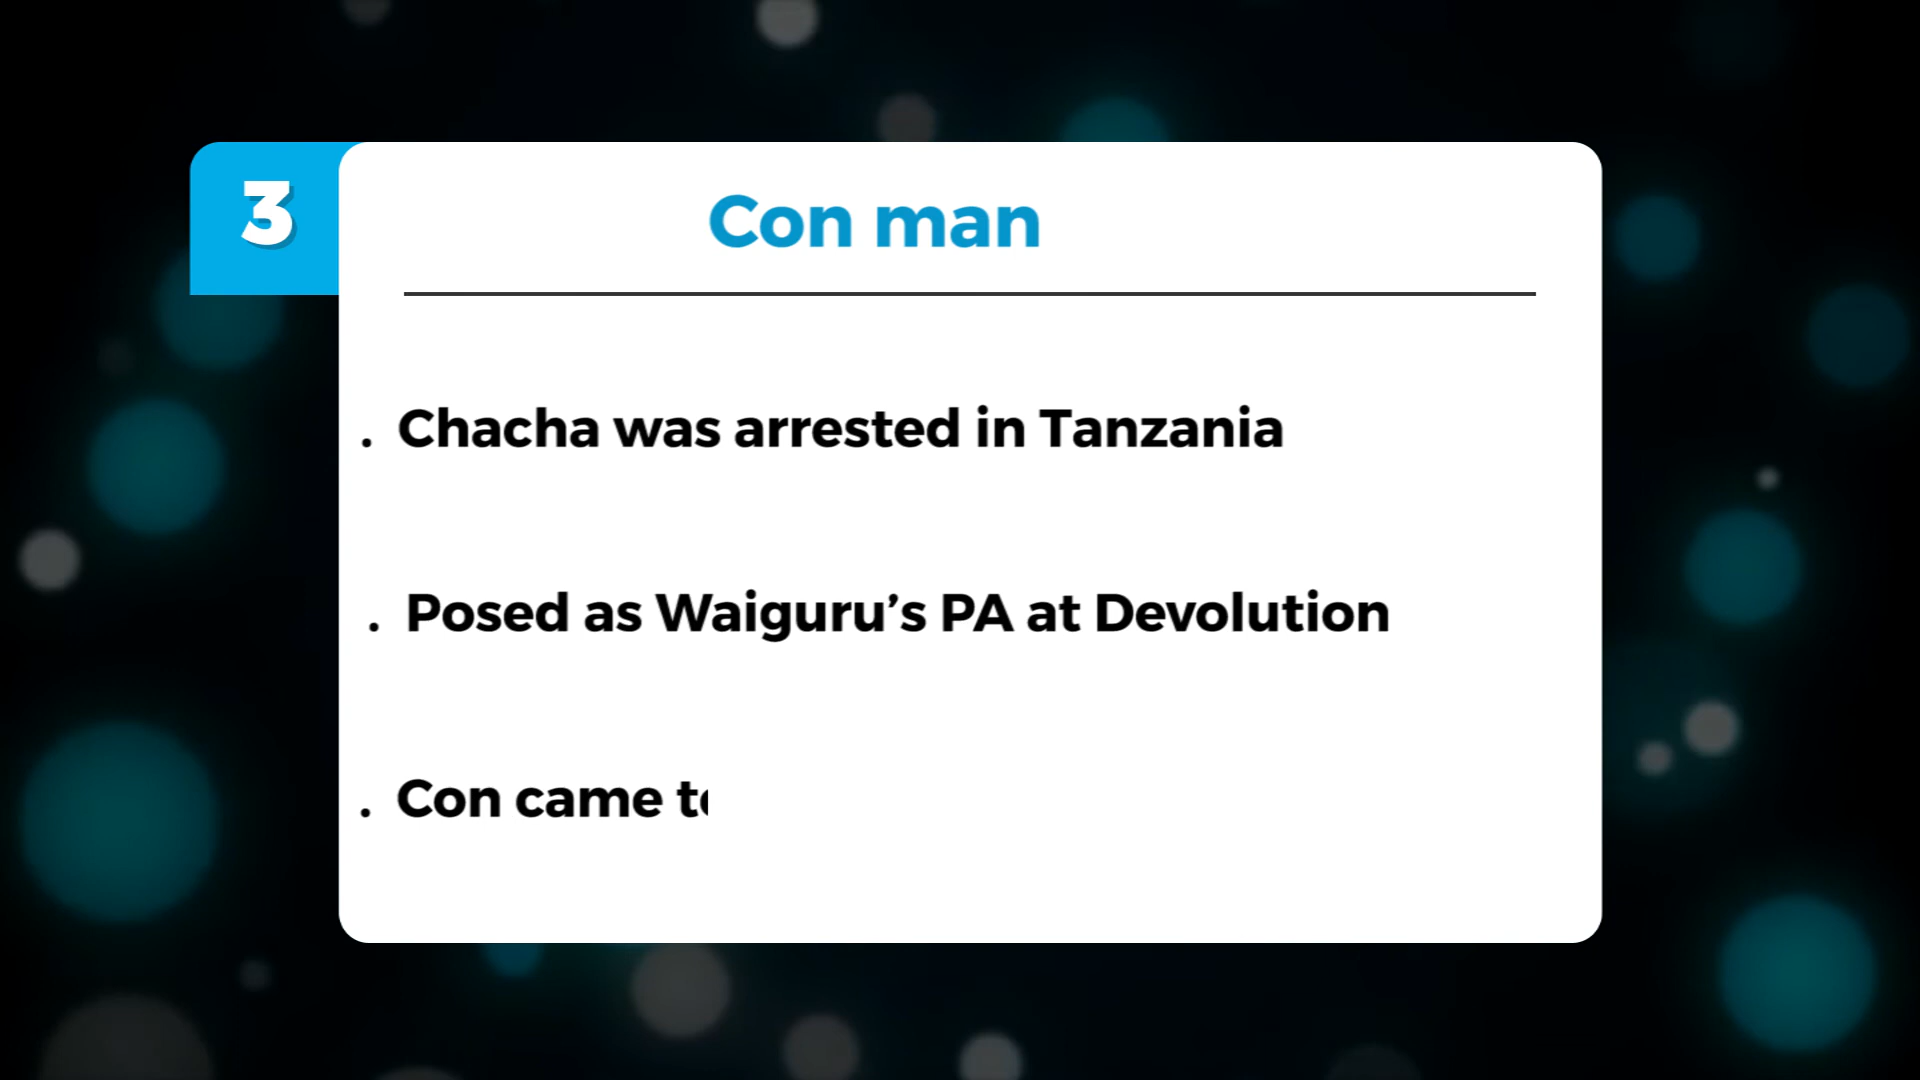 3
Con man
. Chacha was arrested in Tanzania
. Posed as Waiguru’s PA at Devolution
. Con came